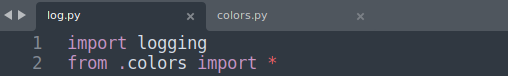 log.py × colors.py ×
1 import logging
2 from .colors import *